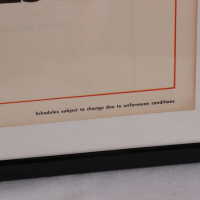 Schedules subject to change due to unforeseen conditions